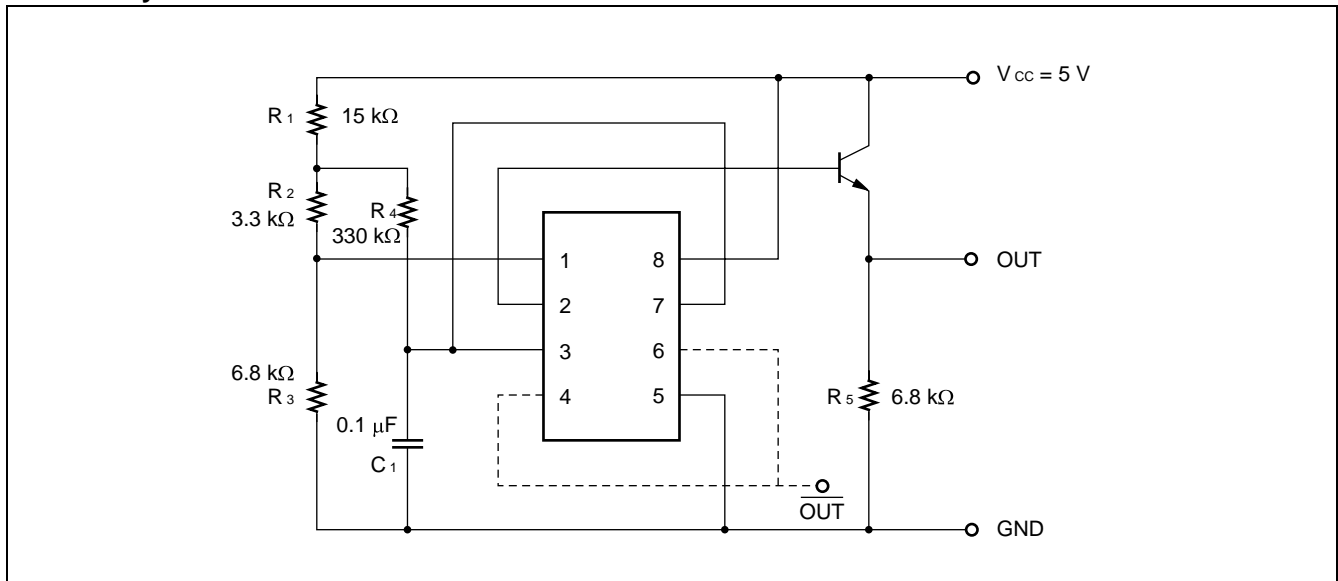 V CC = 5 V
R 1
15 kΩ
R 2
3.3 kΩ
R 4
330 kΩ
1
8
OUT
2
7
3
6
6.8 kΩ
R 3
4
5
R 5
6.8 kΩ
0.1 μF
C 1
OUT
GND